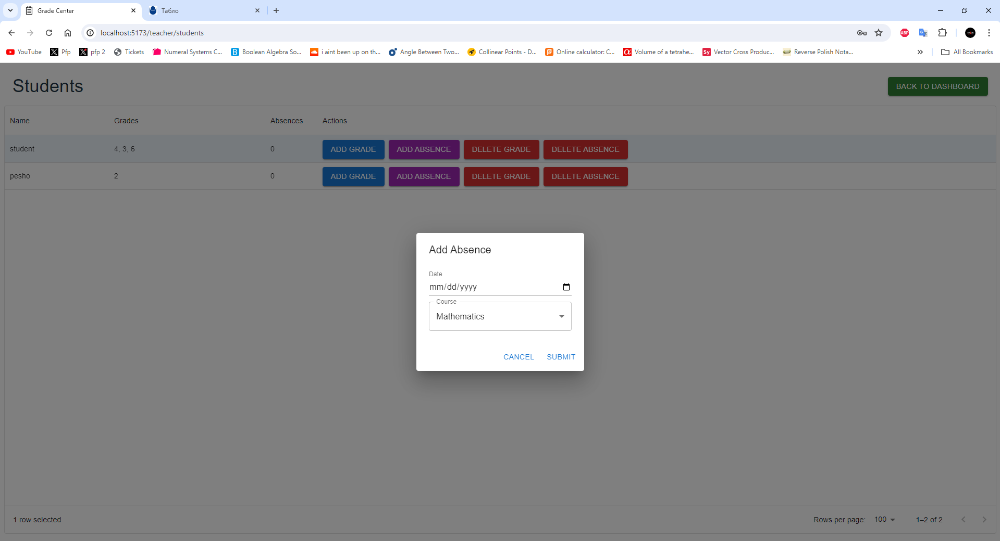 Grade Center
Табло
localhost:5173/teacher/students
YouTube
Pfp
pfp 2
Tickets
Numeral Systems C...
Boolean Algebra So...
i aint been up on th...
Angle Between Two...
Collinear Points - D...
Online calculator: C...
Volume of a tetrahe...
Vector Cross Produc...
Reverse Polish Nota...
All Bookmarks
Students
BACK TO DASHBOARD
Name Grades Absences Actions
student 4, 3, 6 0 ADD GRADE ADD ABSENCE DELETE GRADE DELETE ABSENCE
pesho 2 0 ADD GRADE ADD ABSENCE DELETE GRADE DELETE ABSENCE
Add Absence
Date
mm/dd/yyyy
Course
Mathematics
CANCEL SUBMIT
1 row selected
Rows per page: 100 1–2 of 2